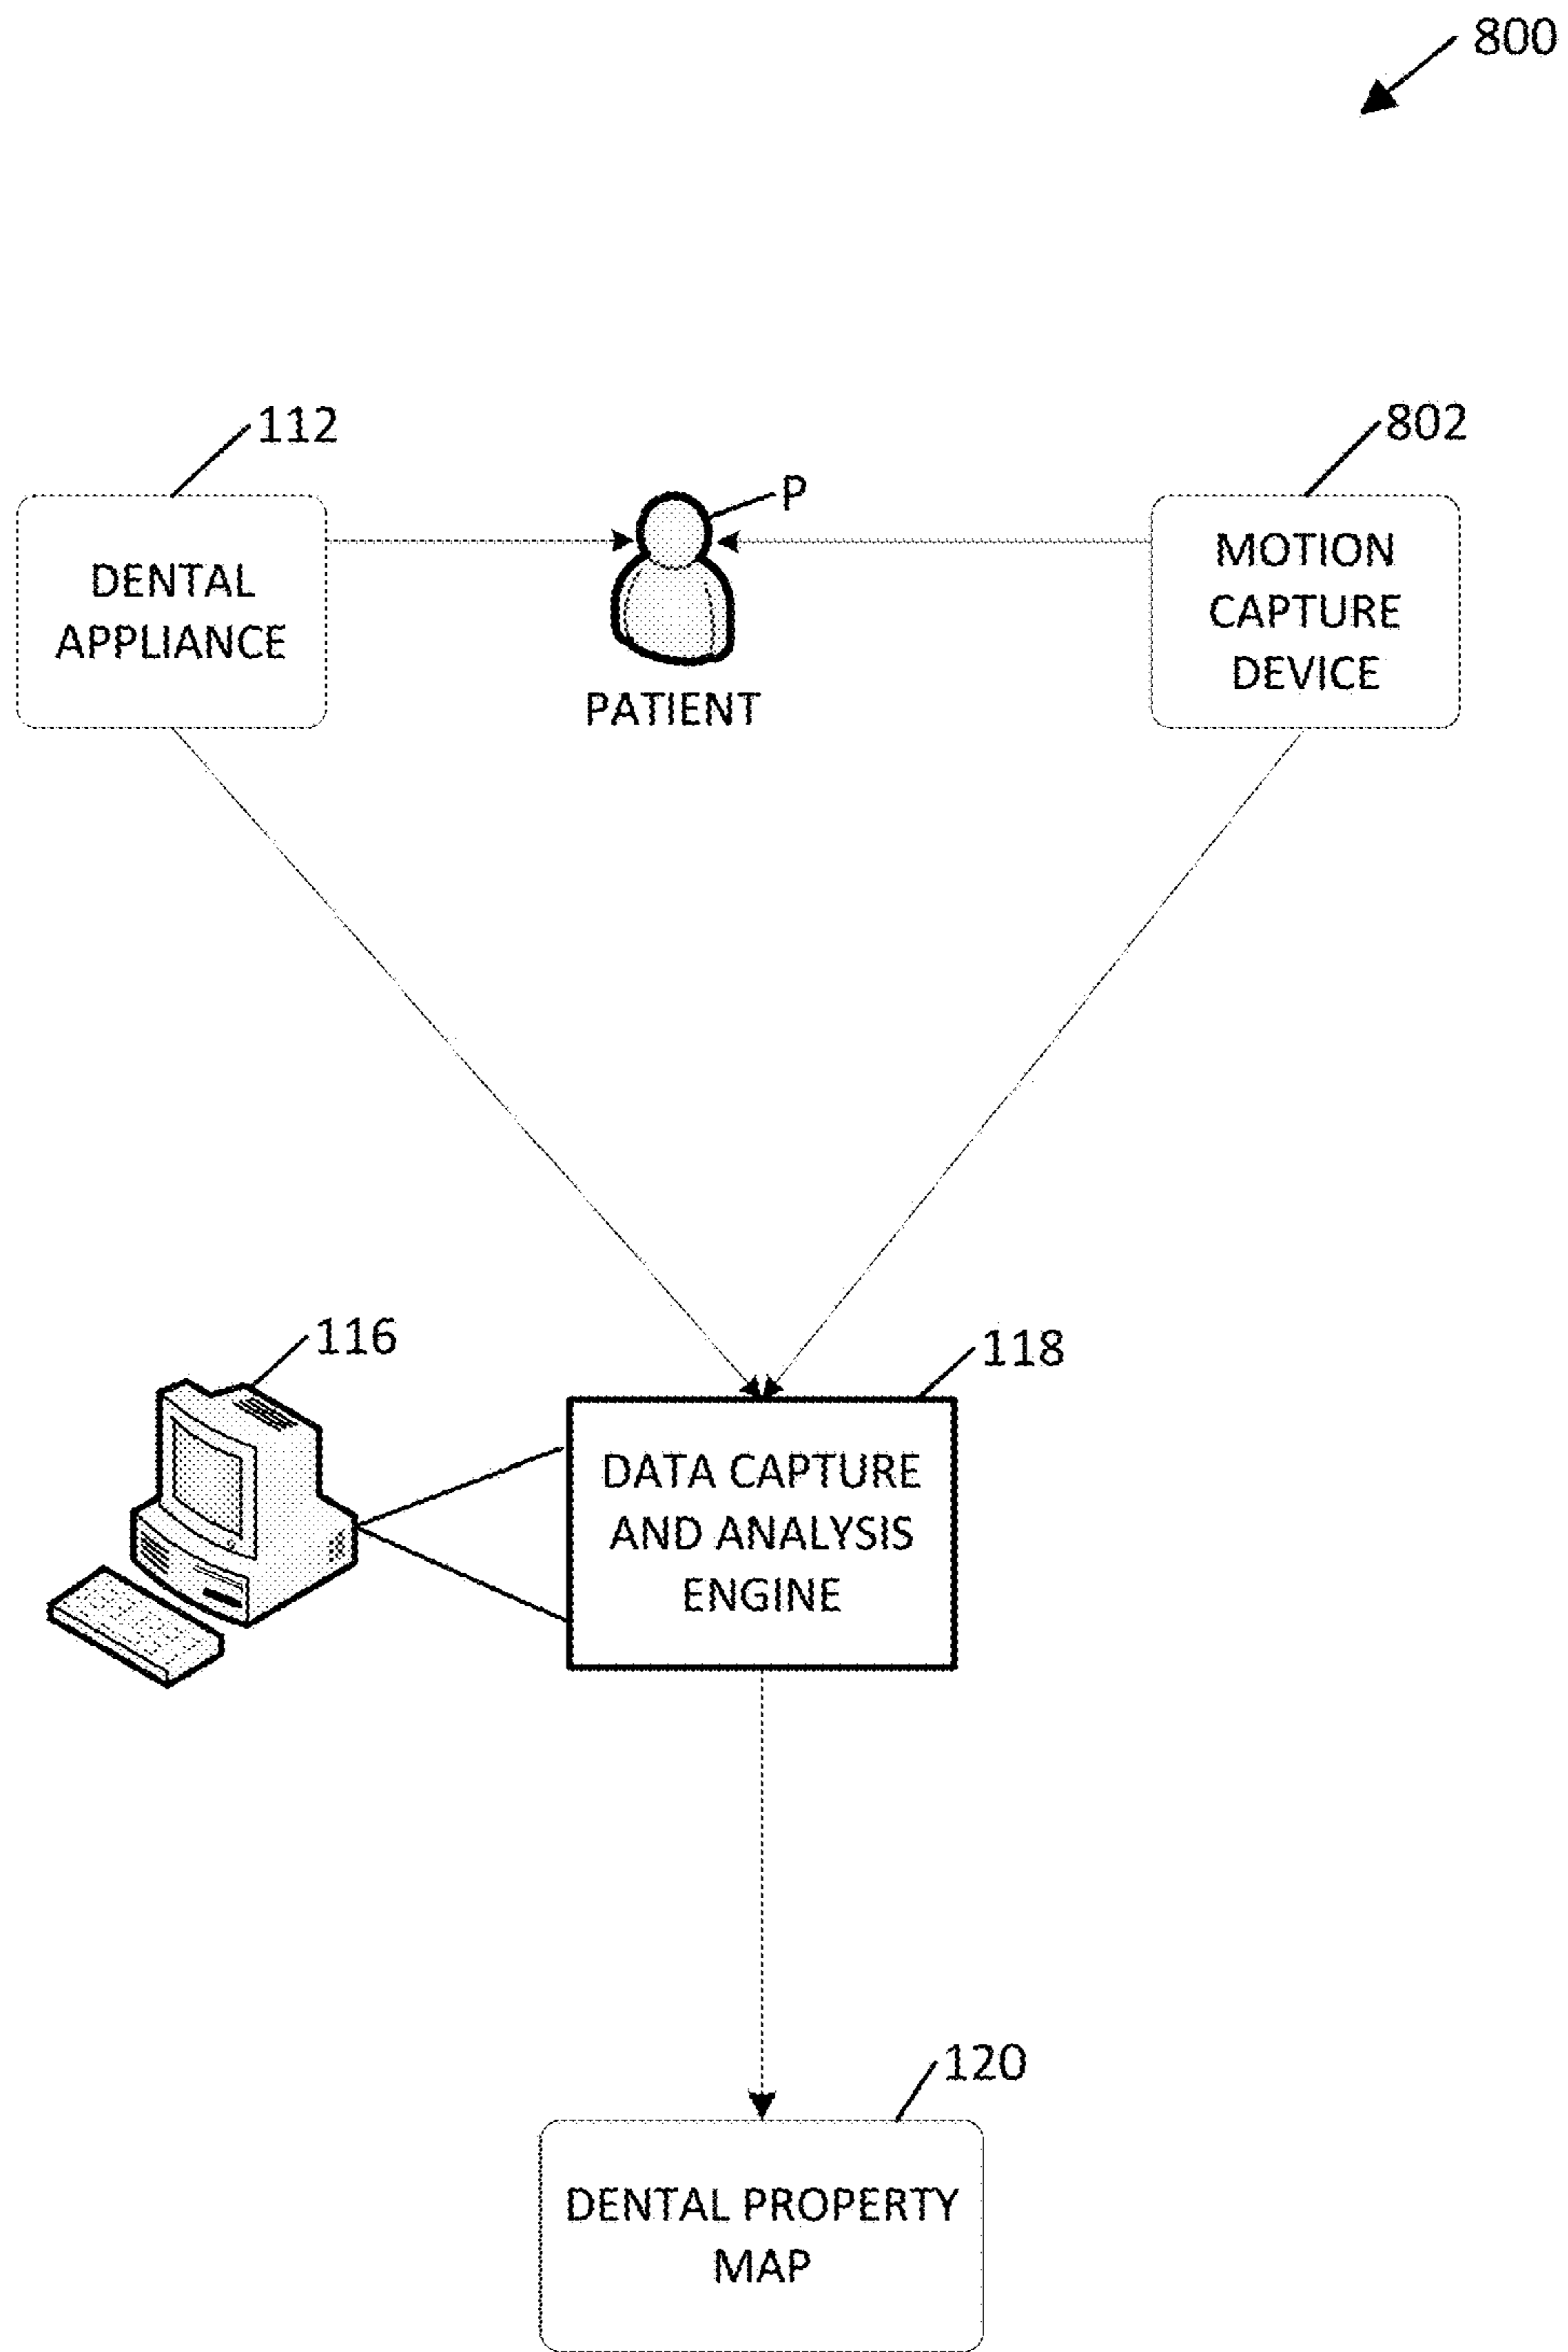 800
112
802
P
DENTAL
APPLIANCE
MOTION
CAPTURE
DEVICE
PATIENT
116
118
DATA CAPTURE
AND ANALYSIS
ENGINE
120
DENTAL PROPERTY
MAP